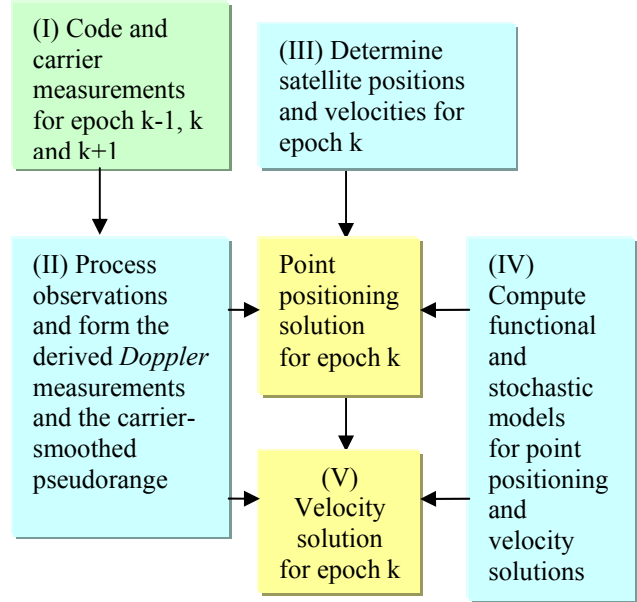 (I) Code and
carrier
measurements
for epoch k-1, k
and k+1
(III) Determine
satellite positions
and velocities for
epoch k
(II) Process
observations
and form the
derived Doppler
measurements
and the carrier-
smoothed
pseudorange
Point
positioning
solution
for epoch k
(IV)
Compute
functional
and
stochastic
models
for point
positioning
and
velocity
solutions
(V)
Velocity
solution
for epoch k